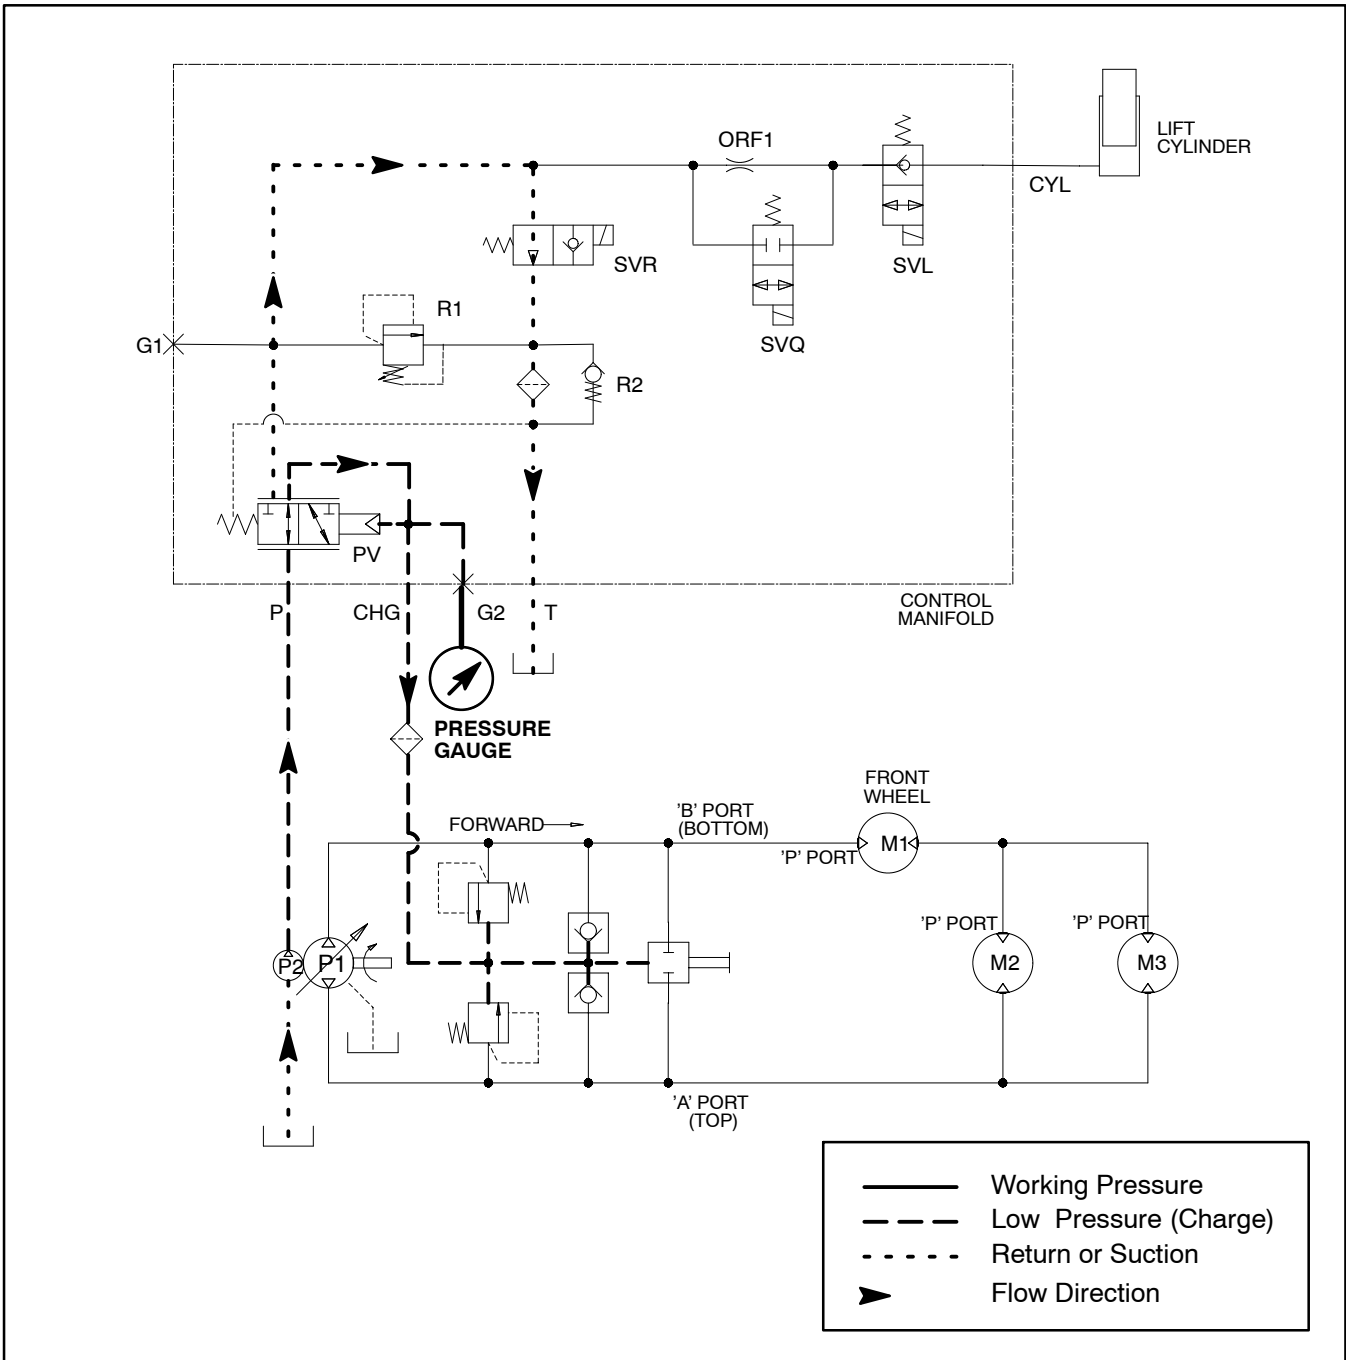 ORF1
LIFT
CYLINDER
CYL
SVR
SVL
R1
G1
SVQ
R2
PV
P
CHG
G2
T
CONTROL
MANIFOLD
PRESSURE
GAUGE
FRONT
WHEEL
FORWARD
'B' PORT
(BOTTOM)
M1
'P' PORT
'P' PORT
'P' PORT
P2
P1
M2
M3
'A' PORT
(TOP)
Working Pressure
Low Pressure (Charge)
Return or Suction
Flow Direction